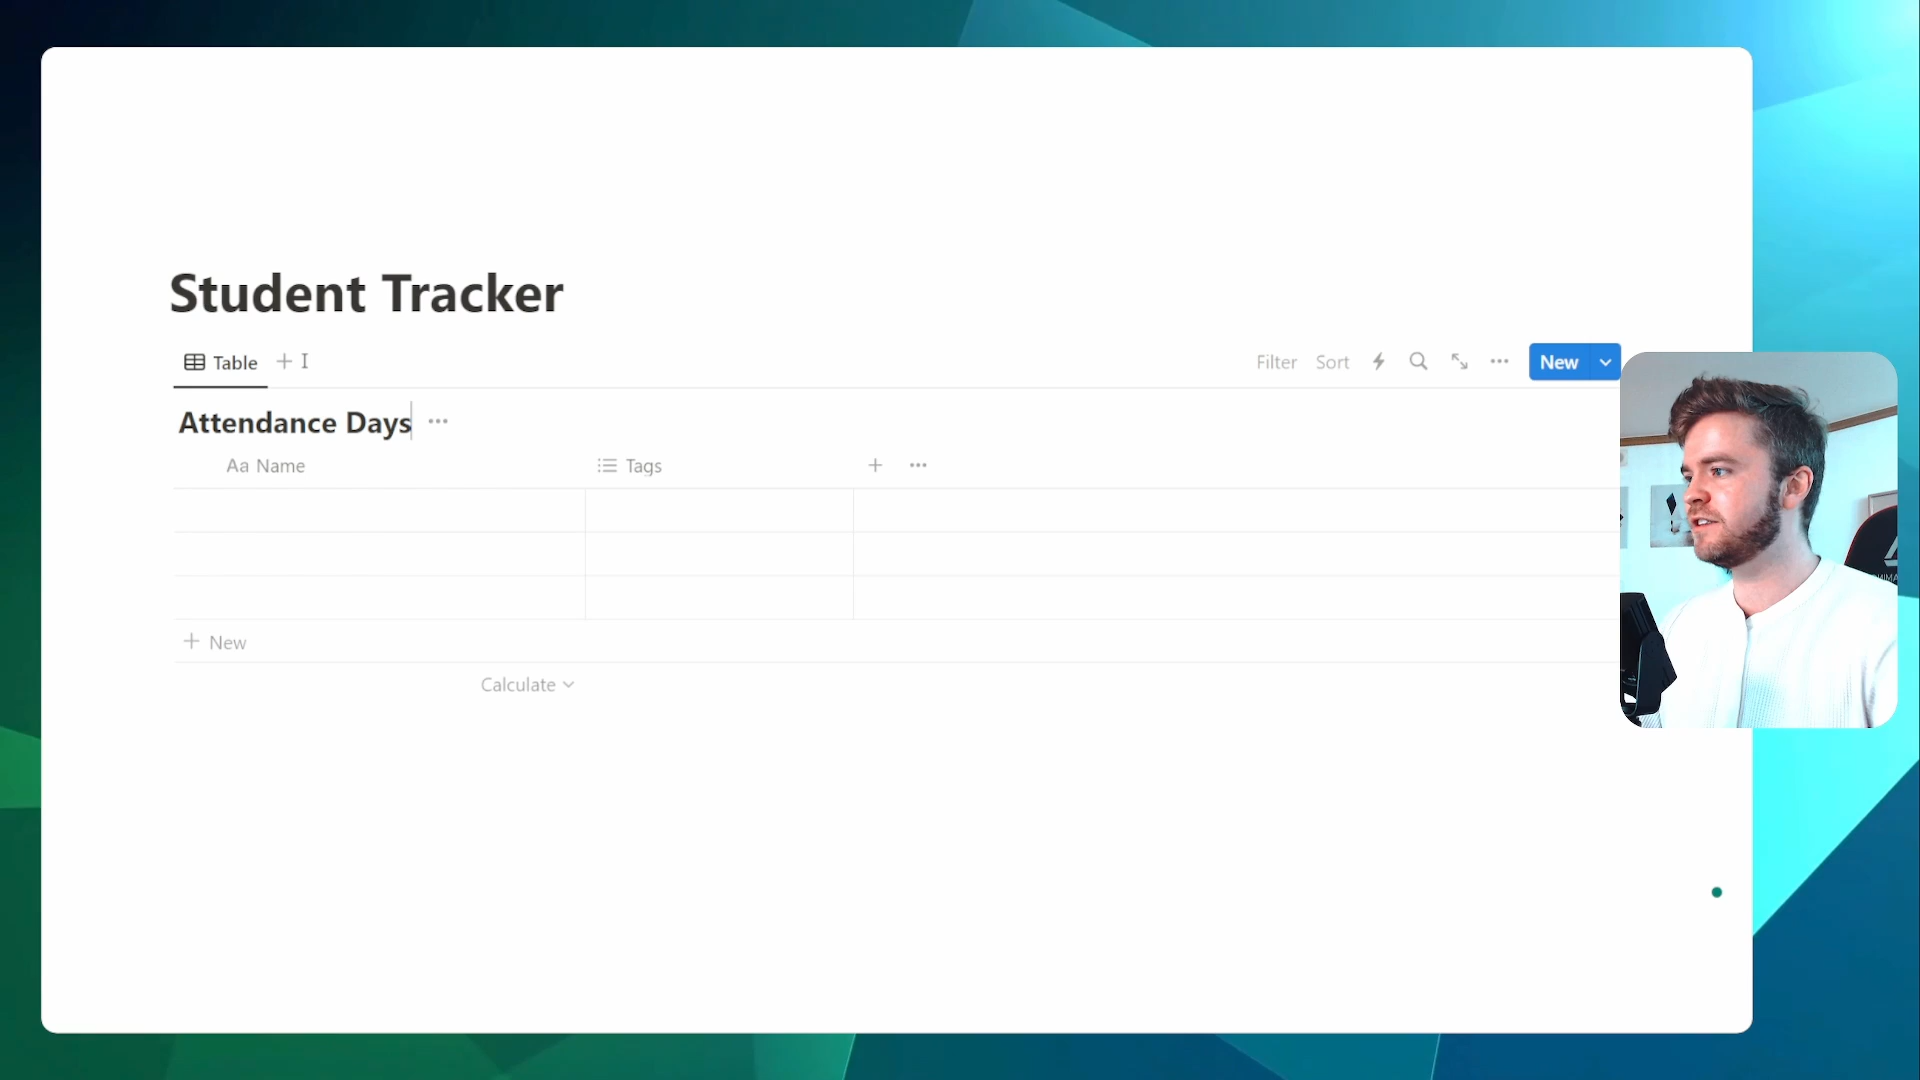 Student Tracker
Table
Filter Sort New
Attendance Days
Aa Name Tags
New
Calculate